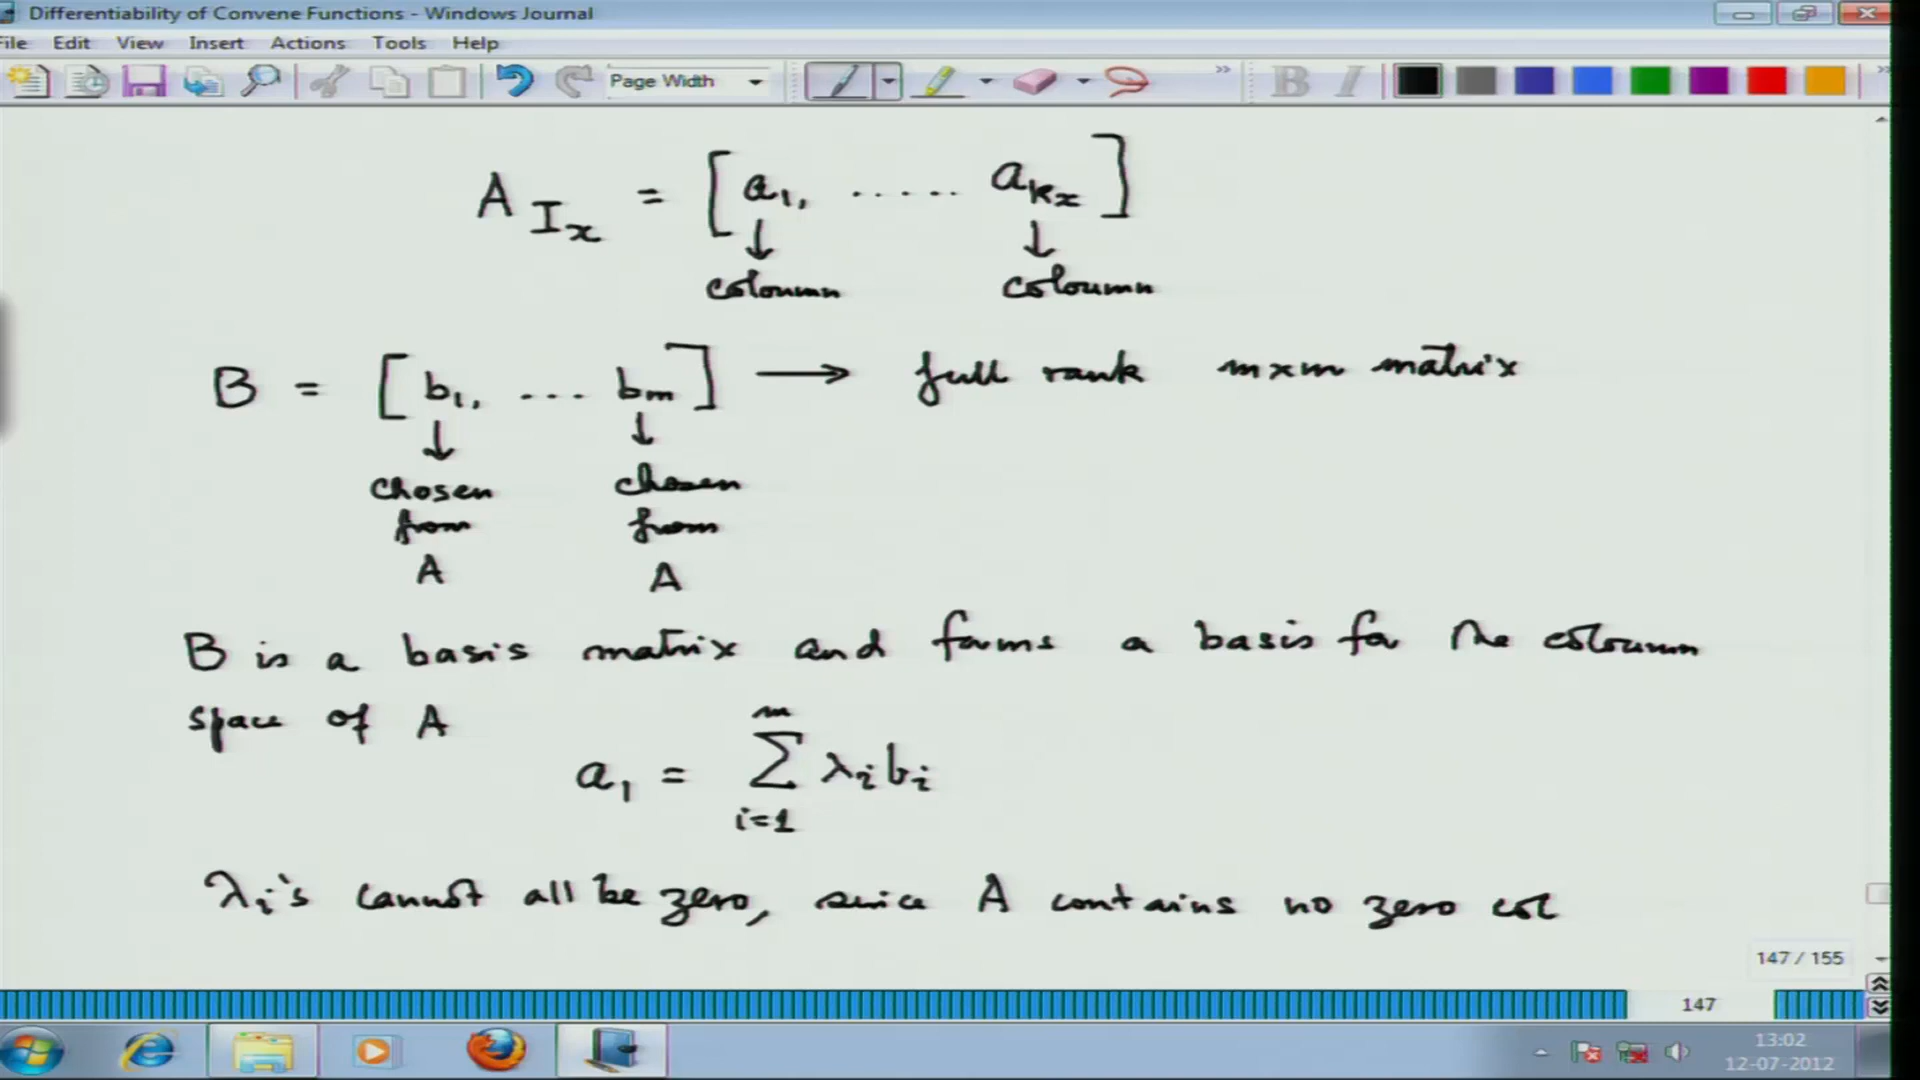 Differentiability of Convene Functions - Windows Journal
File Edit View Insert Actions Tools Help
Page Width B I
A_{I_x} = [a_1, ..... a_{k_x}]
↓ ↓
coloumn coloumn
B = [b_1, ... b_m] → full rank m×m matrix
↓ ↓
chosen chosen
from from
A A
B is a basis matrix and forms a basis for the coloumn
space of A
a_1 = \sum_{i=1}^{m} λ_i b_i
λ_i's cannot all be zero, since A contains no zero col
147 / 155
147
13:02
12-07-2012